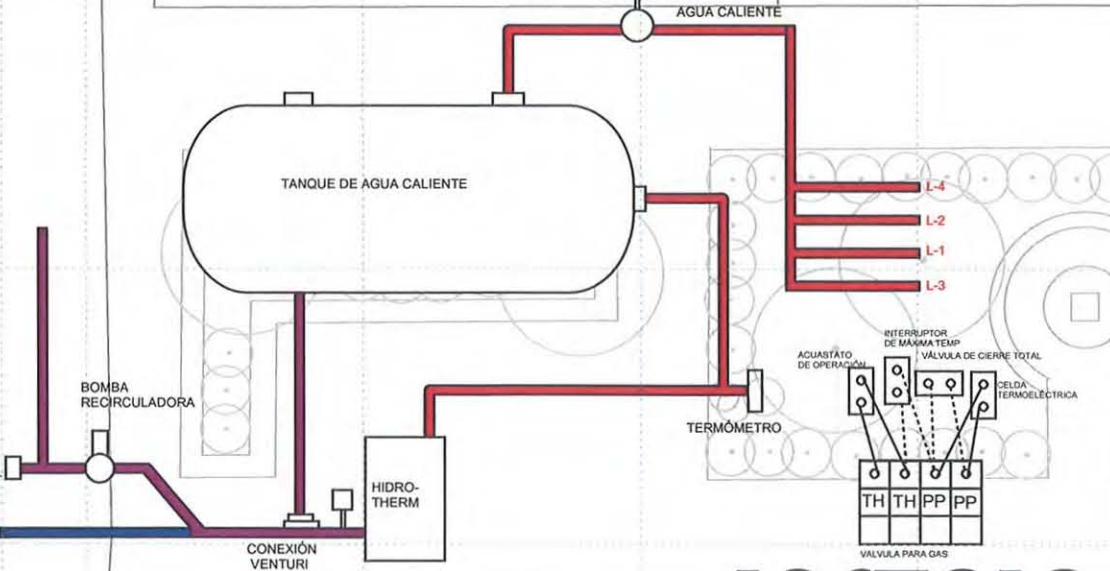 AGUA CALIENTE
TANQUE DE AGUA CALIENTE
L-4
L-2
L-1
L-3
INTERRUPTOR
DE MÁXIMA TEMP
ACUASTATO
DE OPERACIÓN
VÁLVULA DE CIERRE TOTAL
CELDA
TERMOELÉCTRICA
BOMBA
RECIRCULADORA
TERMÓMETRO
HIDRO-
THERM
TH TH PP PP
CONEXIÓN
VENTURI
VALVULA PARA GAS